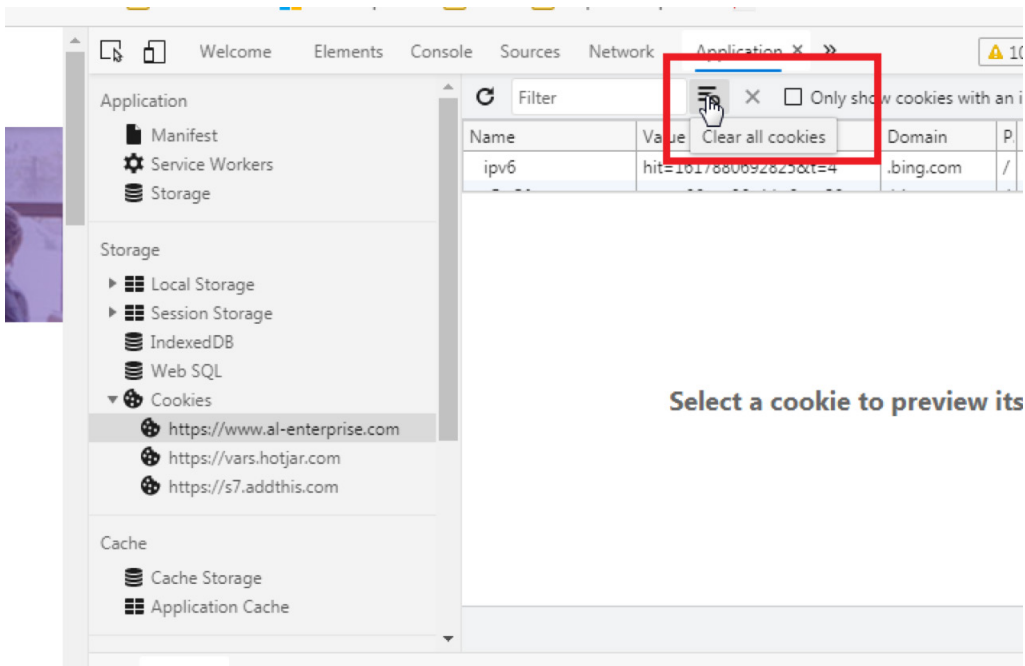 Welcome Elements Console Sources Network Application × »
Application
Manifest
Service Workers
Storage
Storage
Local Storage
Session Storage
IndexedDB
Web SQL
Cookies
https://www.al-enterprise.com
https://vars.hotjar.com
https://s7.addthis.com
Cache
Cache Storage
Application Cache
10
Filter
Only show cookies with an i
Clear all cookies
Name Value Domain P.
ipv6 hit=1617880692825&t=4 .bing.com /
Select a cookie to preview its